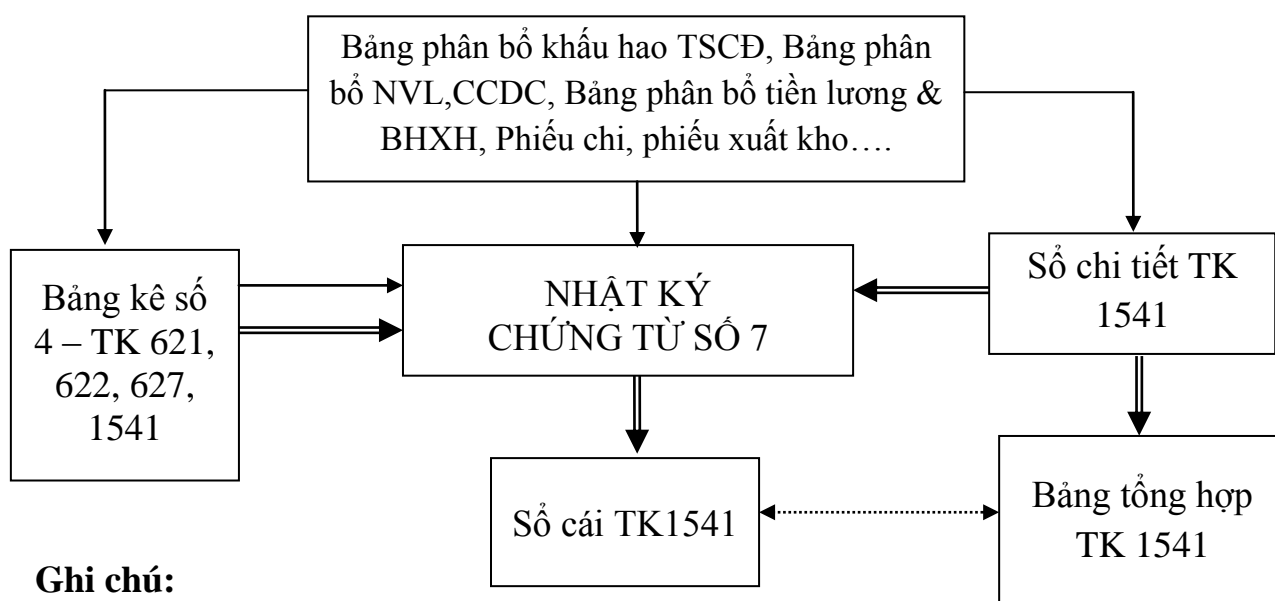 Bảng phân bổ khấu hao TSCĐ, Bảng phân
bổ NVL,CCDC, Bảng phân bổ tiền lương &
BHXH, Phiếu chi, phiếu xuất kho….
Bảng kê số
4 – TK 621,
622, 627,
1541
NHẬT KÝ
CHỨNG TỪ SỐ 7
Sổ chi tiết TK
1541
Sổ cái TK1541
Bảng tổng hợp
TK 1541
Ghi chú: